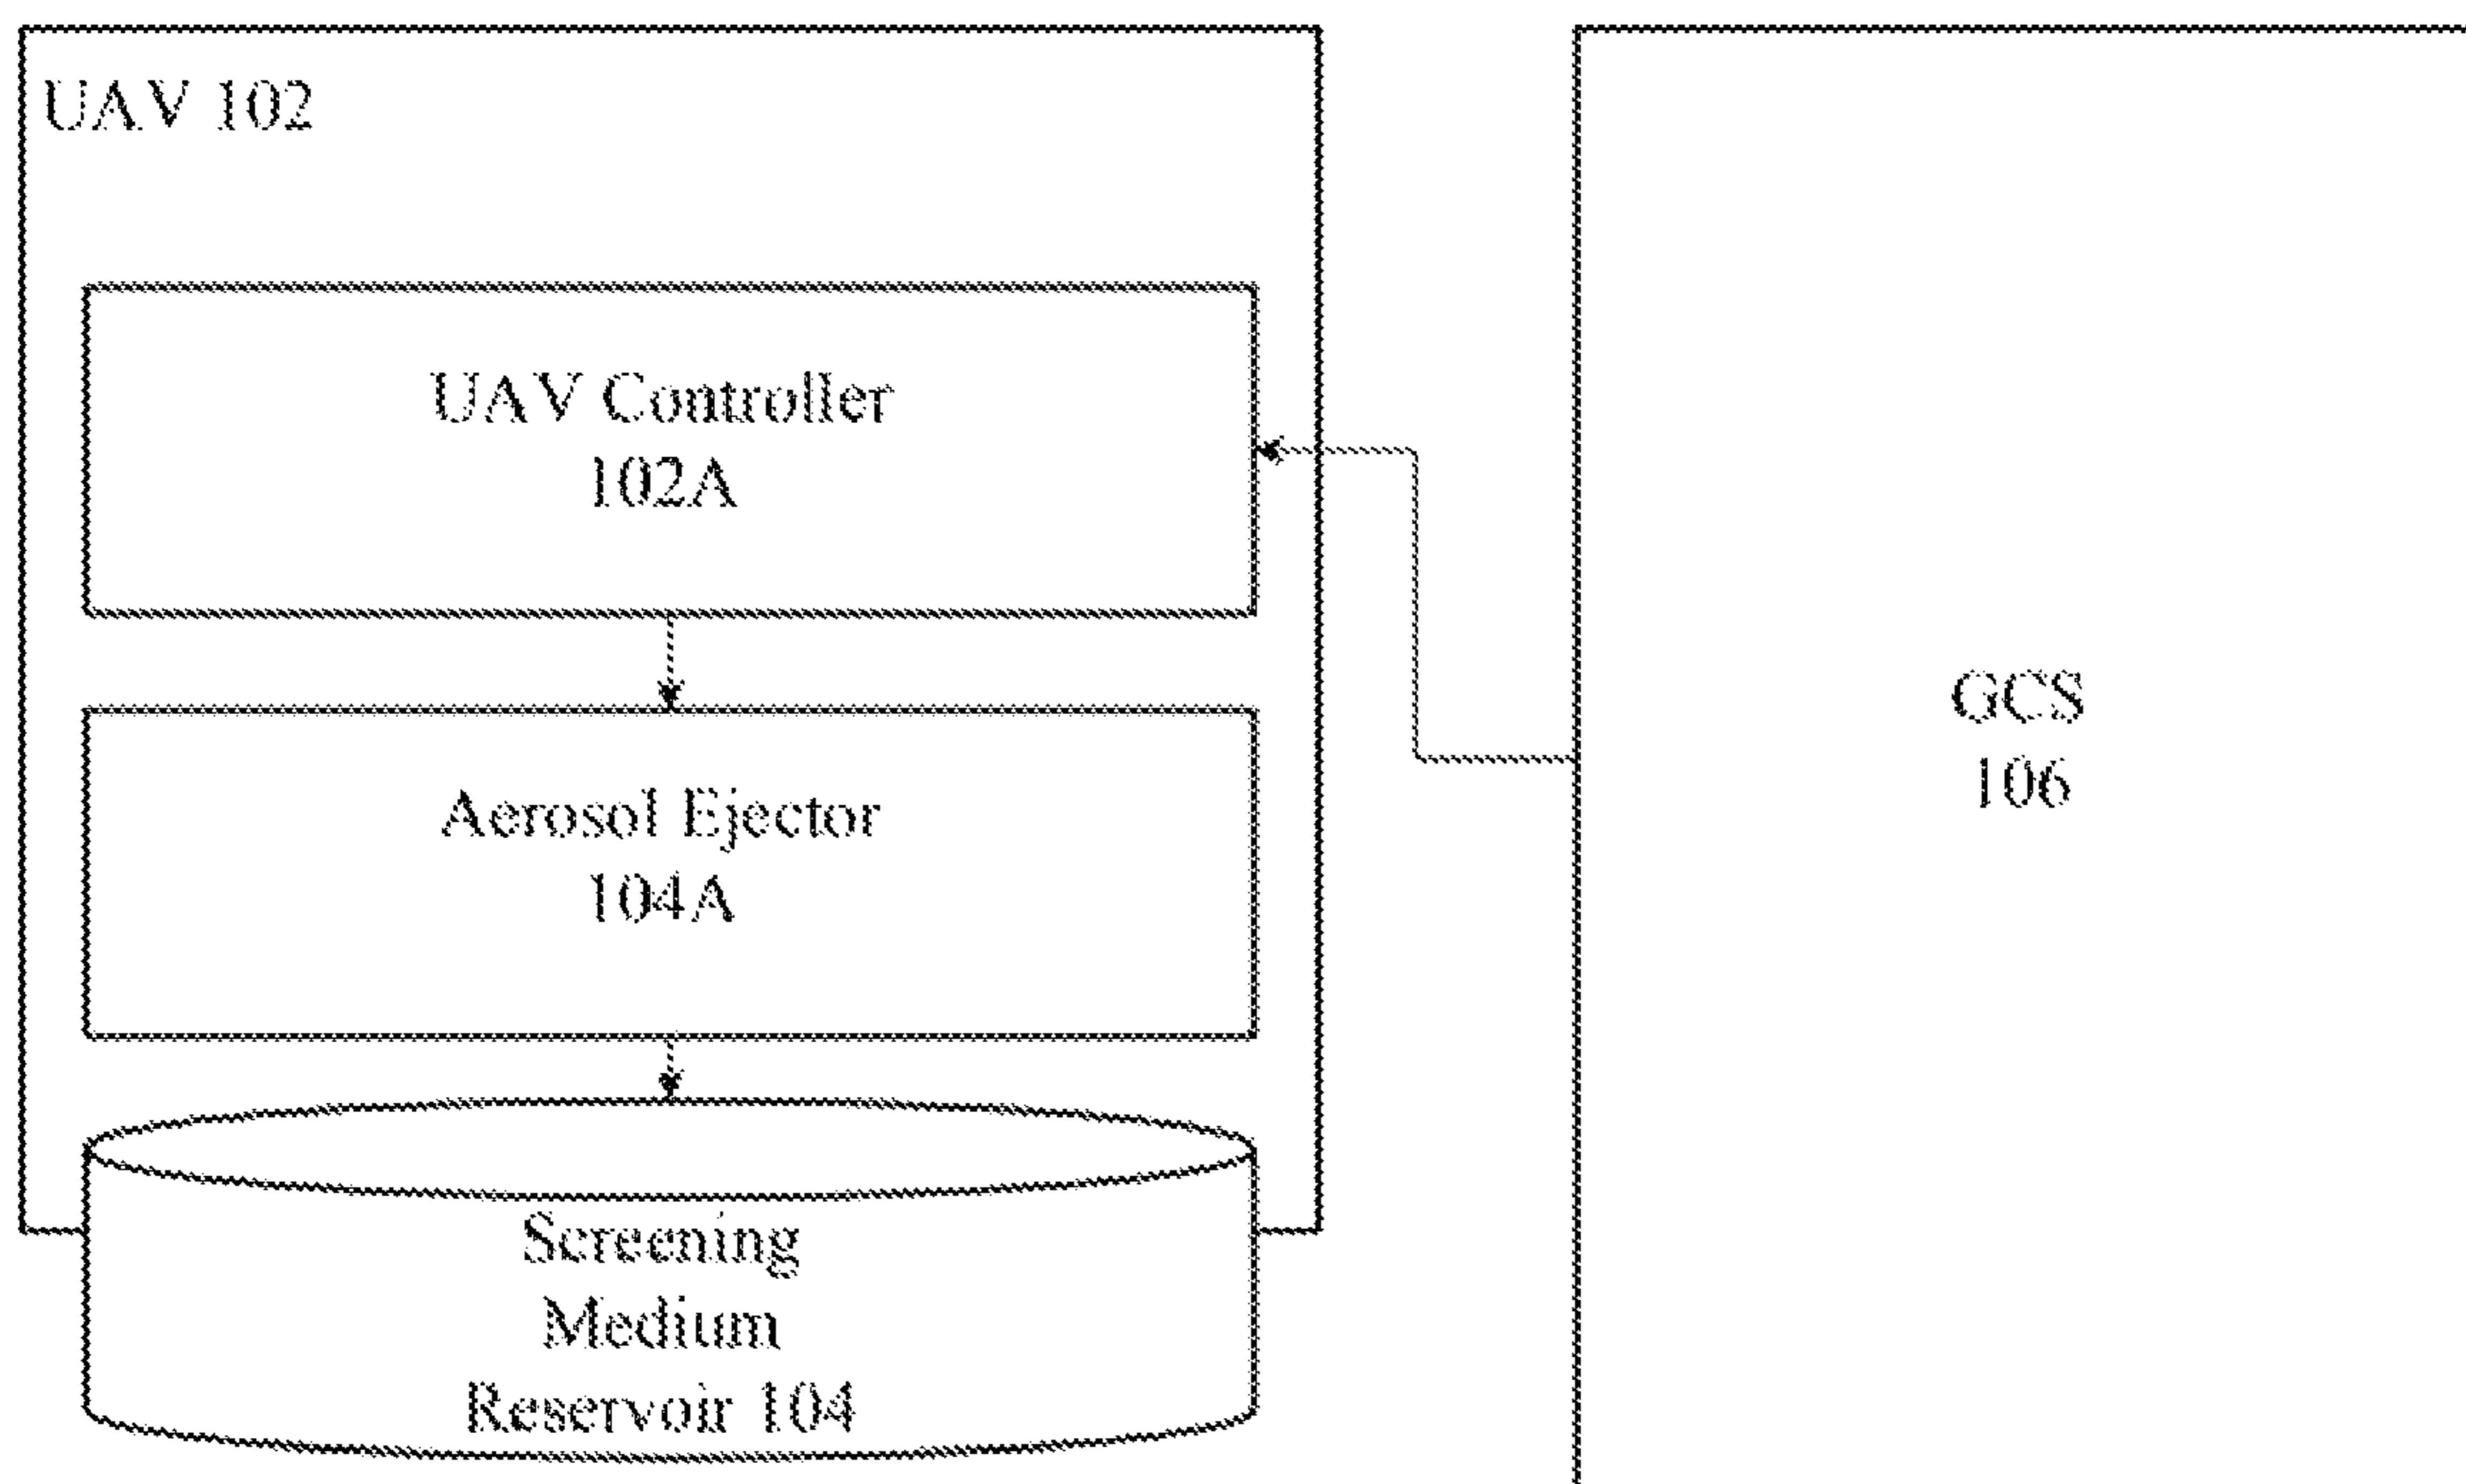 UAV 102
UAV Controller
102A
Aerosol Ejector
104A
Screening
Medium
Reservoir 104
GCS
106